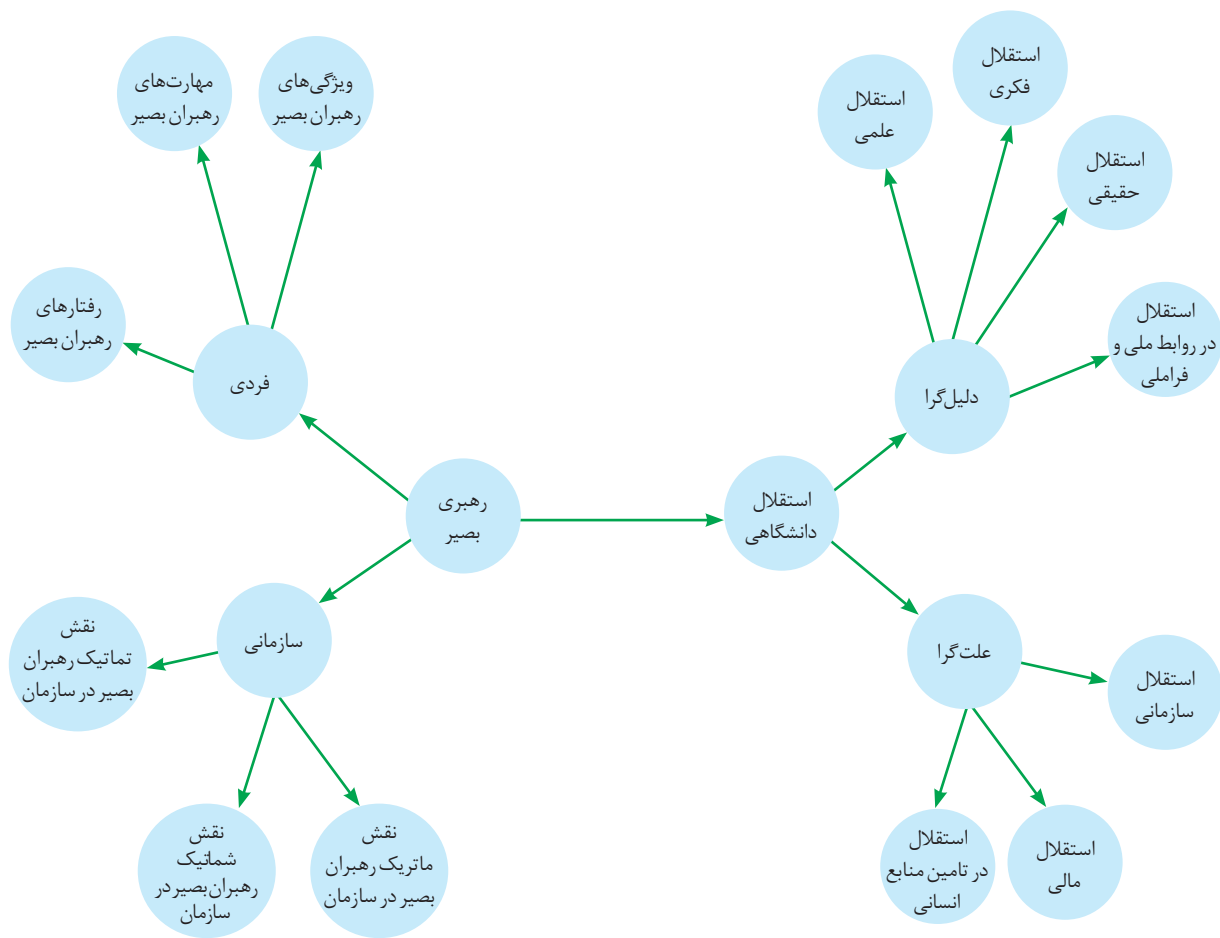 استقلال
فکری
ویژگی‌های
رهبران بصیر
مهارت‌های
رهبران بصیر
استقلال
علمی
استقلال
حقیقی
استقلال
در روابط ملی و
فراملی
رفتارهای
رهبران بصیر
فردی
دلیل‌گرا
رهبری
بصیر
استقلال
دانشگاهی
سازمانی
علت‌گرا
نقش
تماتیک رهبران
بصیر در سازمان
استقلال
سازمانی
نقش
شماتیک
رهبران بصیر در
سازمان
نقش
ماتریک رهبران
بصیر در سازمان
استقلال
در تامین منابع
انسانی
استقلال
مالی